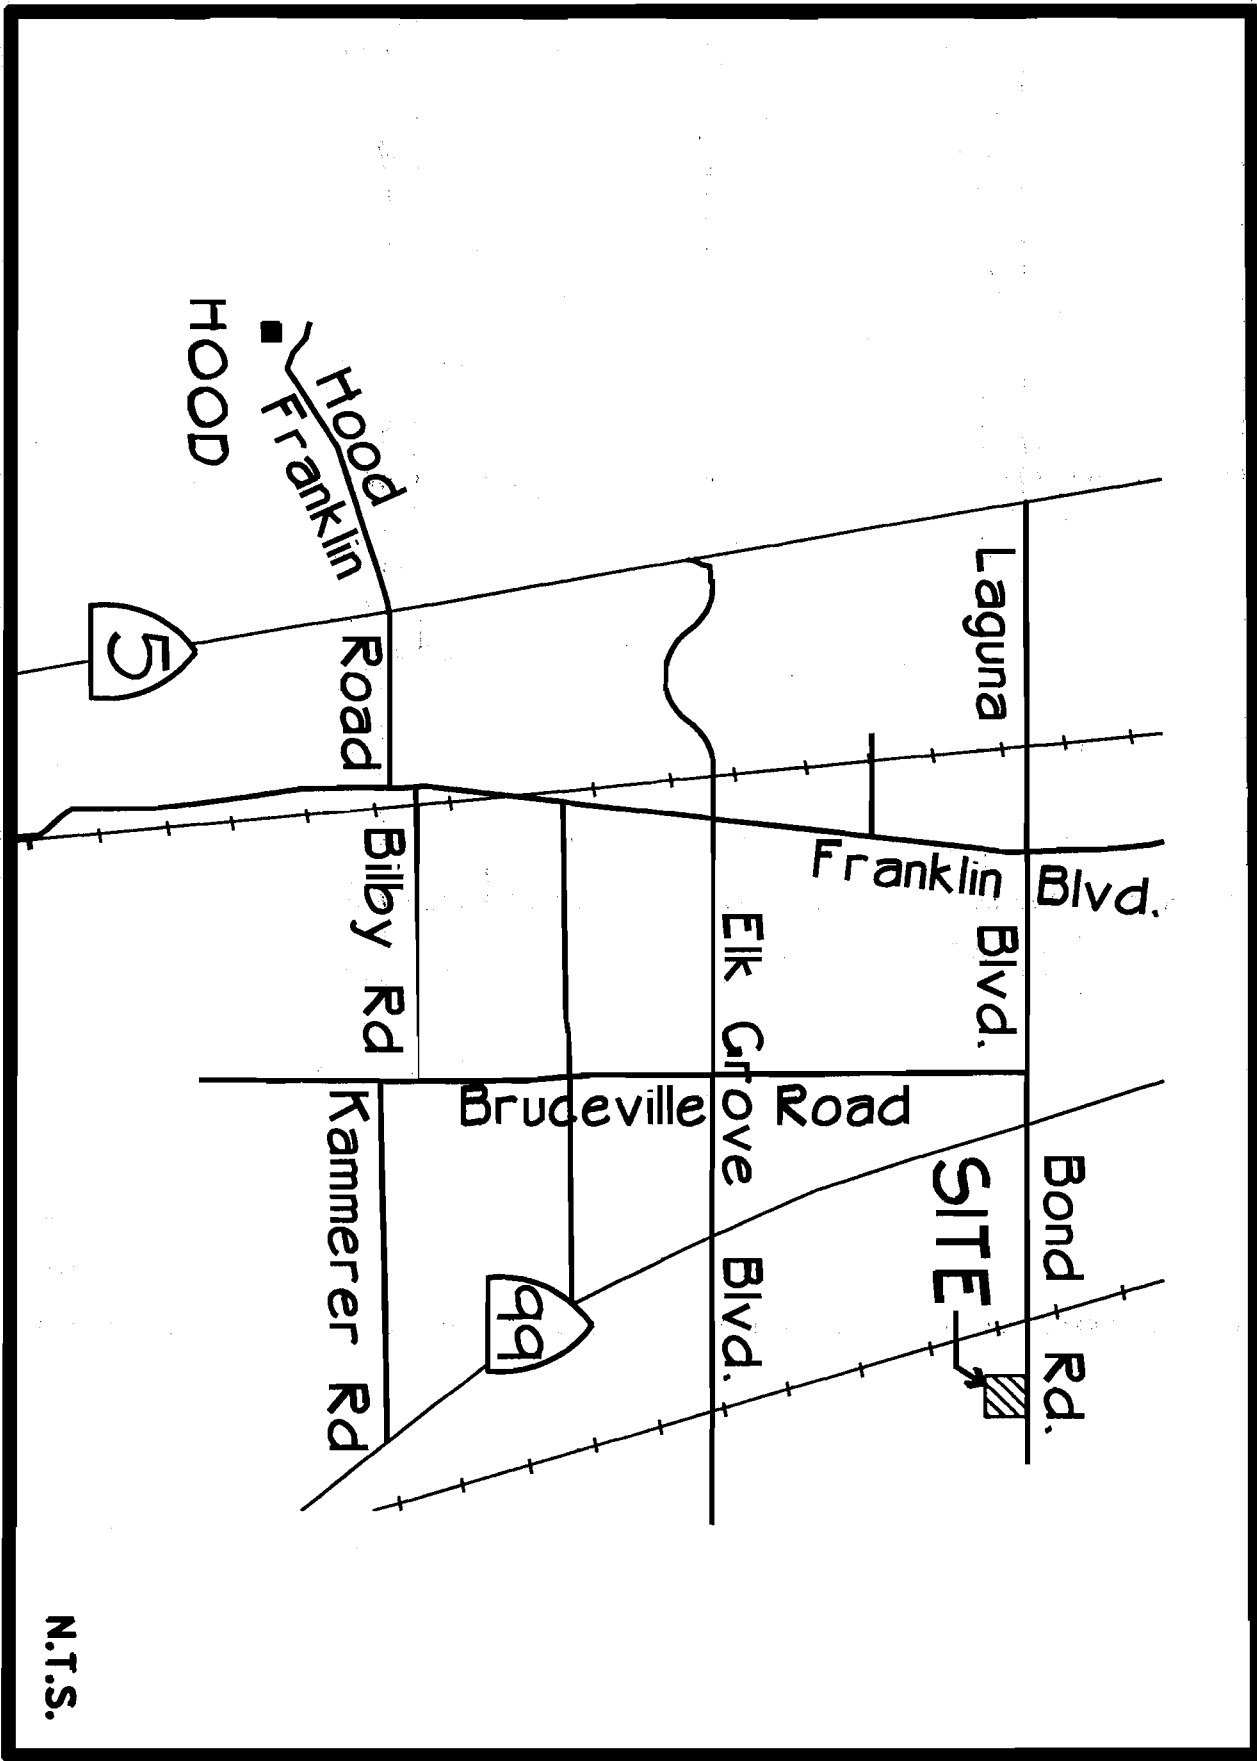 Laguna Blvd.
Bond Rd.
SITE
Franklin Blvd.
Elk Grove Blvd.
Bruceville Road
Hood Franklin Road
HOOD
Bilby Rd
Kammerer Rd
5
99
N.T.S.